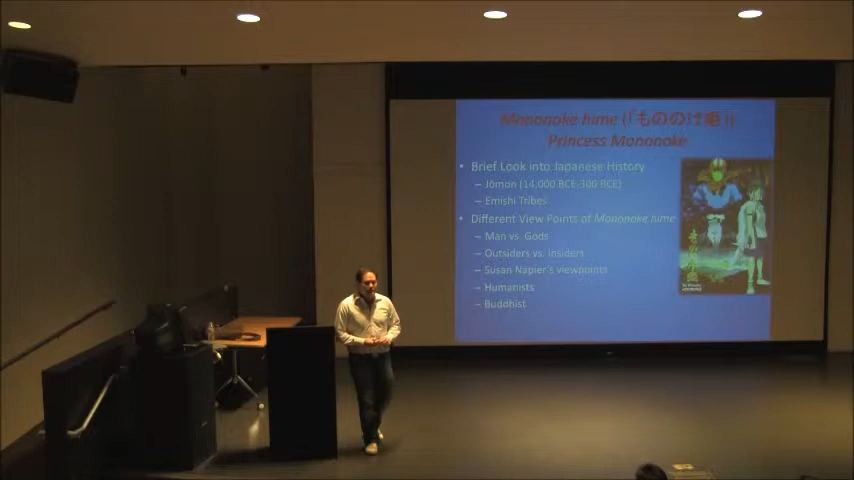 Mononoke hime (「もののけ姫」)
Princess Mononoke
• Brief Look into Japanese History
– Jōmon (14,000 BCE-300 BCE)
– Emishi Tribes
• Different View Points of Mononoke hime
– Man vs. Gods
– Outsiders vs. Insiders
– Susan Napier's viewpoints
– Humanists
– Buddhist